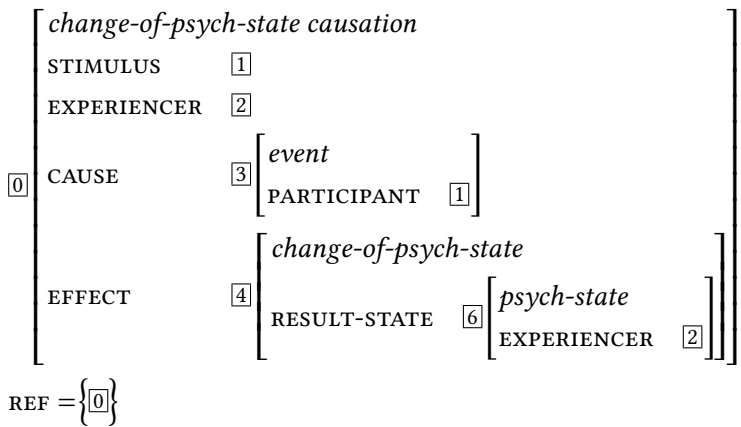 change-of-psych-state causation
STIMULUS 1
EXPERIENCER 2
event
0 CAUSE 3
PARTICIPANT 1
change-of-psych-state
EFFECT 4
psych-state
RESULT-STATE 6
EXPERIENCER 2
REF = {0}